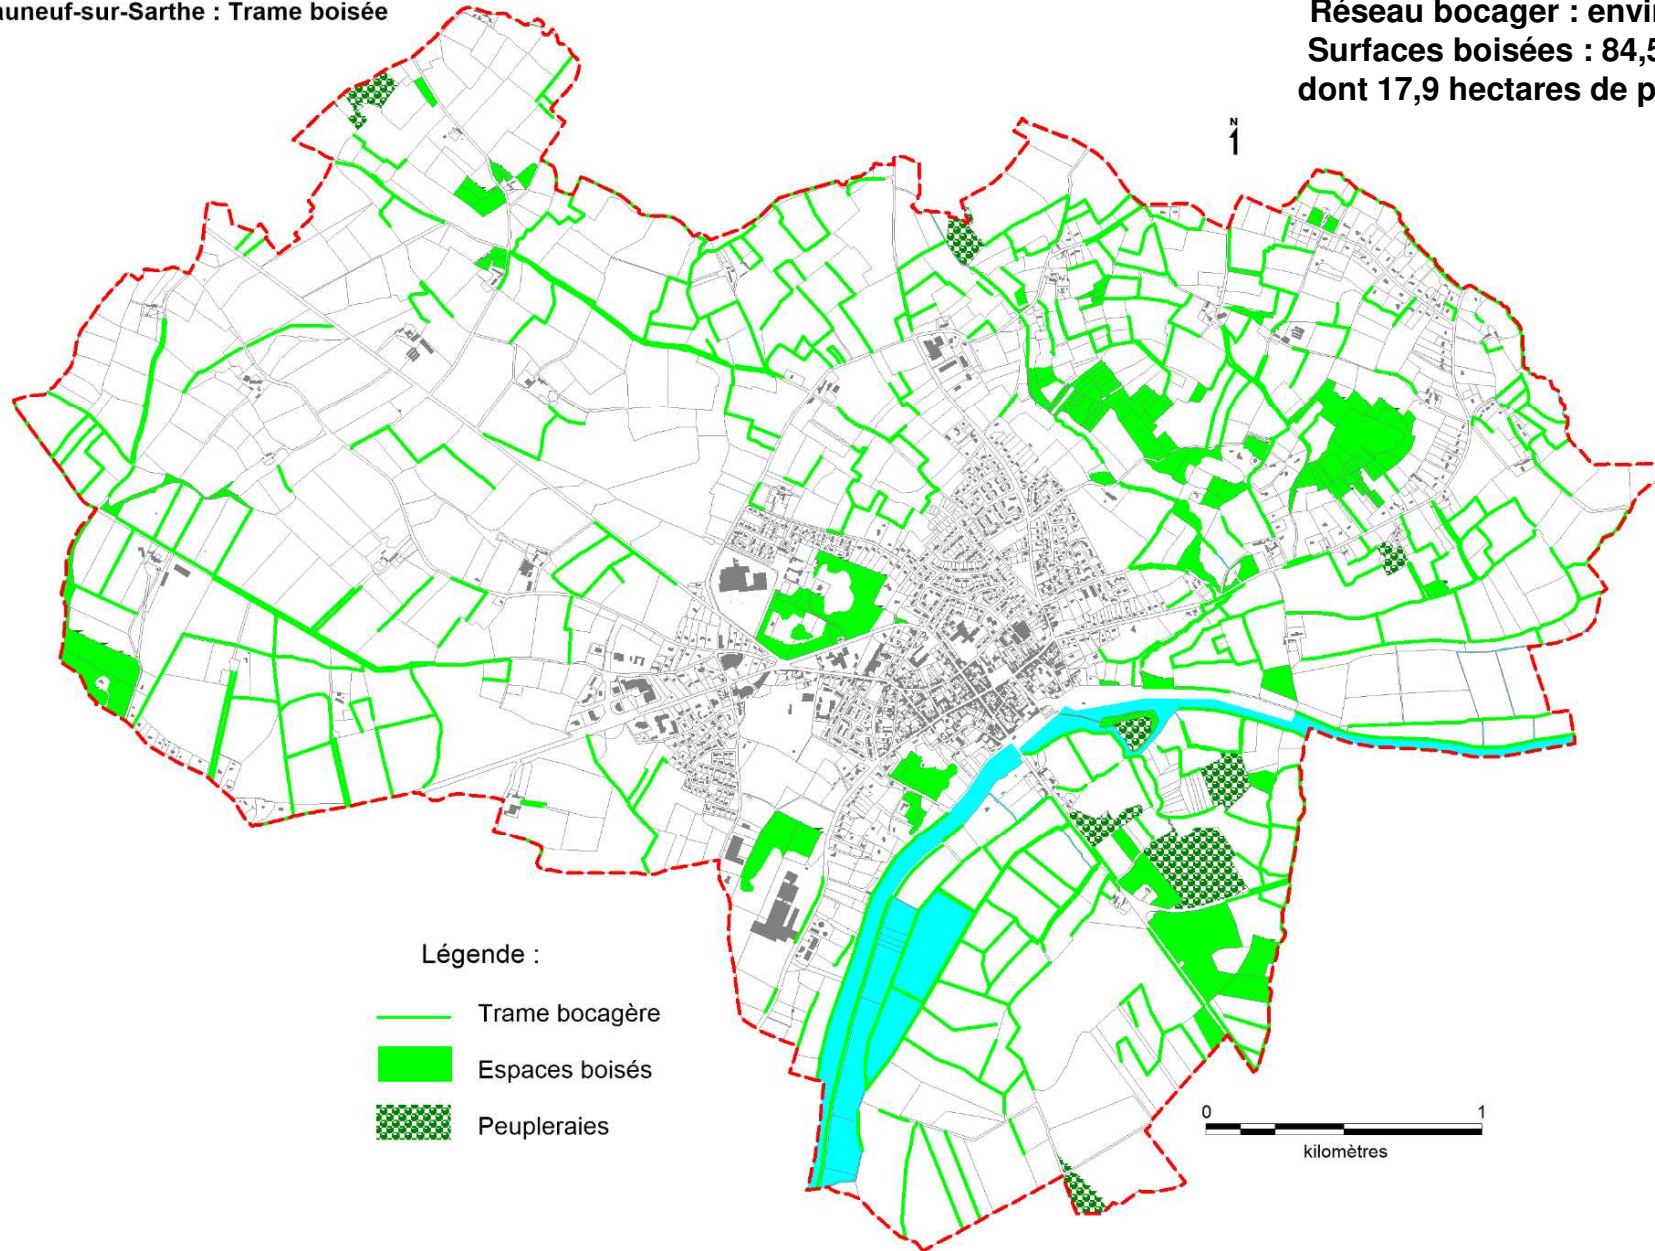 auneuf-sur-Sarthe : Trame boisée
Réseau bocager : envir
Surfaces boisées : 84,5
dont 17,9 hectares de p
N
Légende :
Trame bocagère
Espaces boisés
Peupleraies
0 1
kilomètres